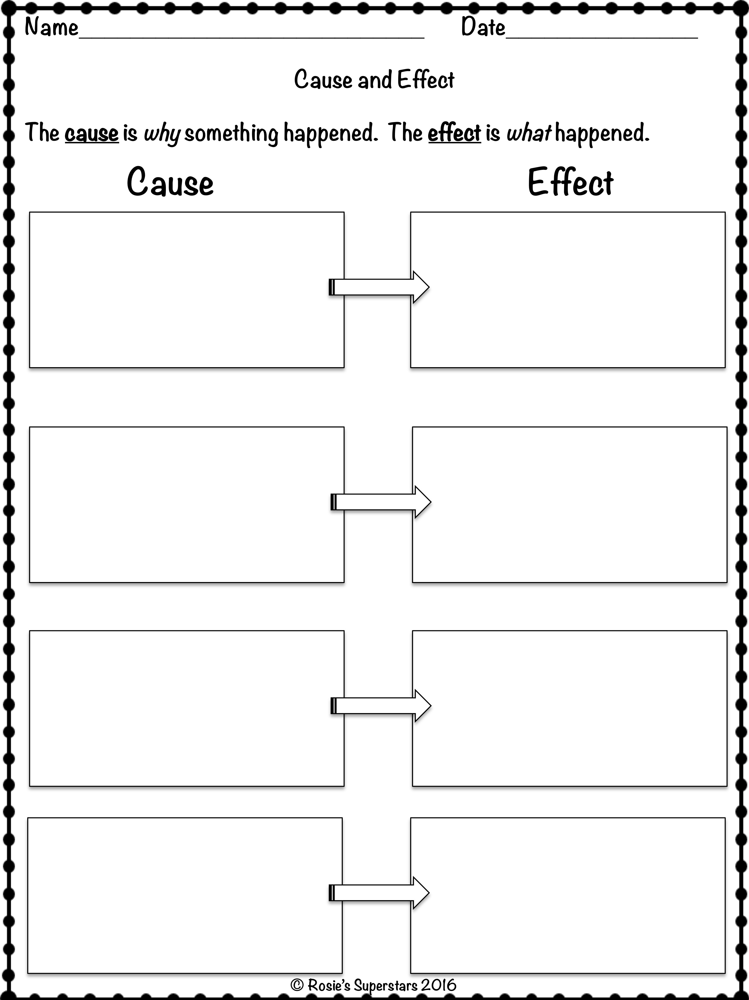 Name Date
Cause and Effect
The cause is why something happened. The effect is what happened.
Cause Effect
© Rosie's Superstars 2016